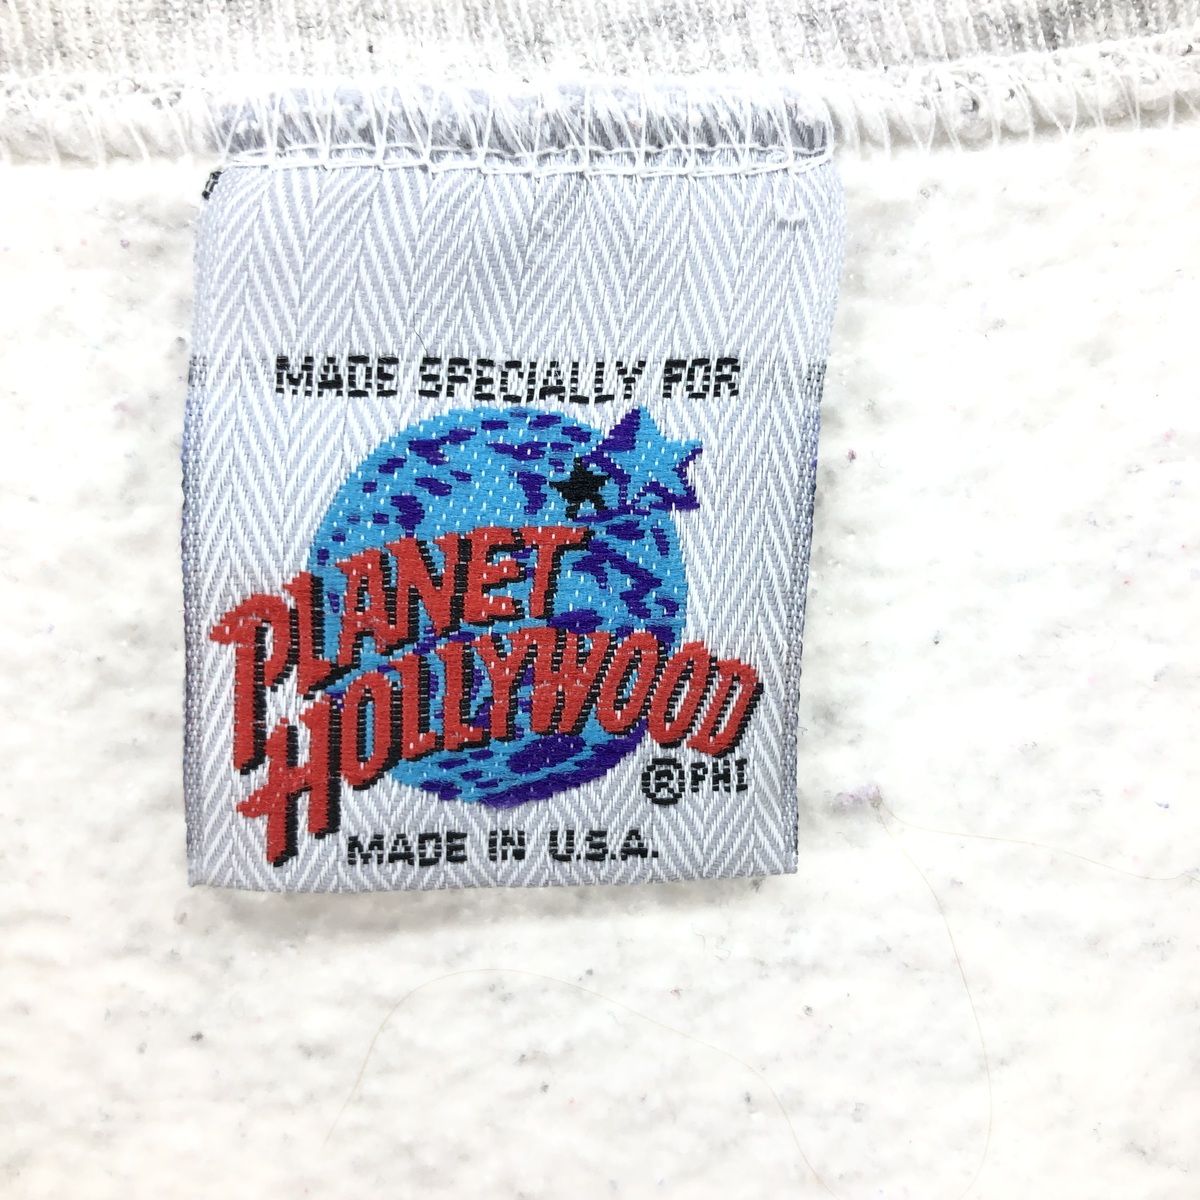 MADE SPECIALLY FOR
PLANET
HOLLYWOOD
® PHI
MADE IN U.S.A.